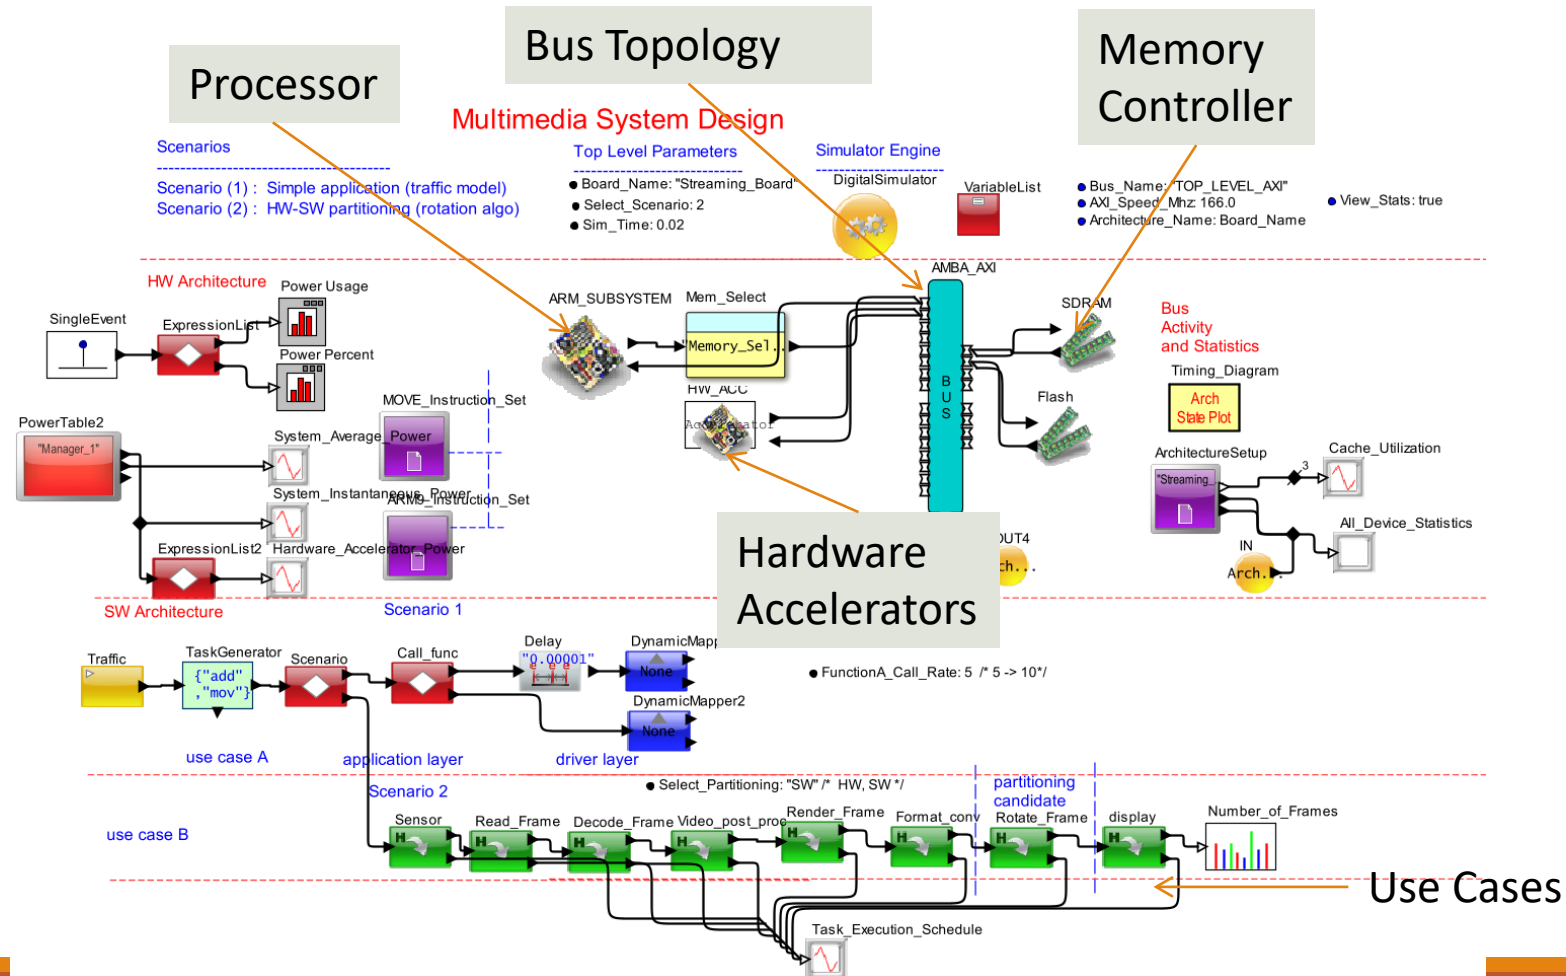 Bus Topology
Memory
Controller
Processor
Multimedia System Design
Scenarios
Scenario (1) :  Simple application (traffic model)
Scenario (2) :  HW-SW partitioning (rotation algo)
Top Level Parameters
Board_Name: "Streaming_Board"
Select_Scenario: 2
Sim_Time: 0.02
Simulator Engine
DigitalSimulator
VariableList
Bus_Name: "TOP_LEVEL_AXI"
AXI_Speed_Mhz: 166.0
Architecture_Name: Board_Name
View_Stats: true
HW Architecture
Power Usage
SingleEvent
ExpressionList
Power Percent
ARM_SUBSYSTEM
Mem_Select
"Memory_Sel..
AMBA_AXI
BUS
SDRAM
Flash
HW_ACC
Accelerator
Bus
Activity
and Statistics
Timing_Diagram
Arch
State Plot
PowerTable2
"Manager_1"
MOVE_Instruction_Set
System_Average_Power
System_Instantaneous_Power
ARM9_Instruction_Set
ExpressionList2
Hardware_Accelerator_Power
ArchitectureSetup
"Streaming_
3
Cache_Utilization
All_Device_Statistics
OUT4
ch...
IN
Arch...
Hardware
Accelerators
SW Architecture
Scenario 1
Traffic
TaskGenerator
{"add"
,"mov"}
Scenario
Call_func
Delay
"0.00001"
e e e
DynamicMapp
None
DynamicMapper2
None
FunctionA_Call_Rate: 5  /* 5 -> 10*/
use case A
application layer
driver layer
Scenario 2
Select_Partitioning: "SW" /*  HW, SW */
partitioning
candidate
use case B
Sensor
H
Read_Frame
H
Decode_Frame
H
Video_post_proc
H
Render_Frame
H
Format_conv
H
Rotate_Frame
H
display
H
Number_of_Frames
Use Cases
Task_Execution_Schedule